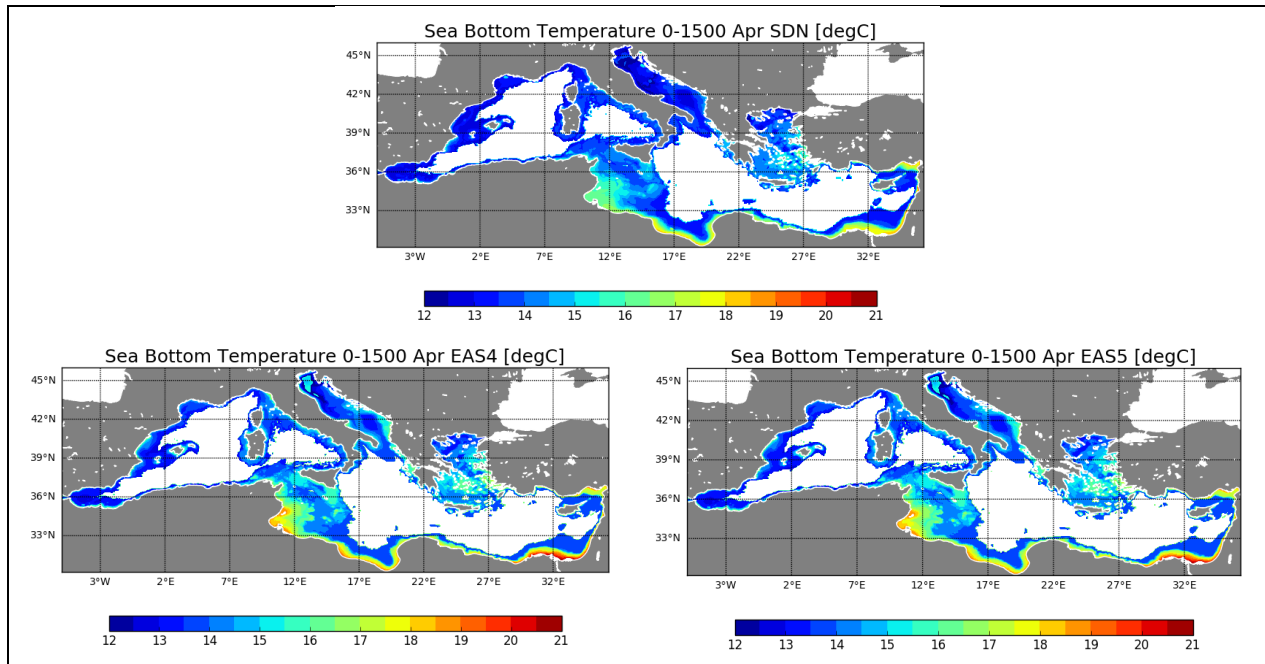 Sea Bottom Temperature 0-1500 Apr SDN [degC]
45°N
42°N
39°N
36°N
33°N
3°W 2°E 7°E 12°E 17°E 22°E 27°E 32°E
12 13 14 15 16 17 18 19 20 21
Sea Bottom Temperature 0-1500 Apr EAS4 [degC]
45°N
42°N
39°N
36°N
33°N
3°W 2°E 7°E 12°E 17°E 22°E 27°E 32°E
12 13 14 15 16 17 18 19 20 21
Sea Bottom Temperature 0-1500 Apr EAS5 [degC]
45°N
42°N
39°N
36°N
33°N
3°W 2°E 7°E 12°E 17°E 22°E 27°E 32°E
12 13 14 15 16 17 18 19 20 21